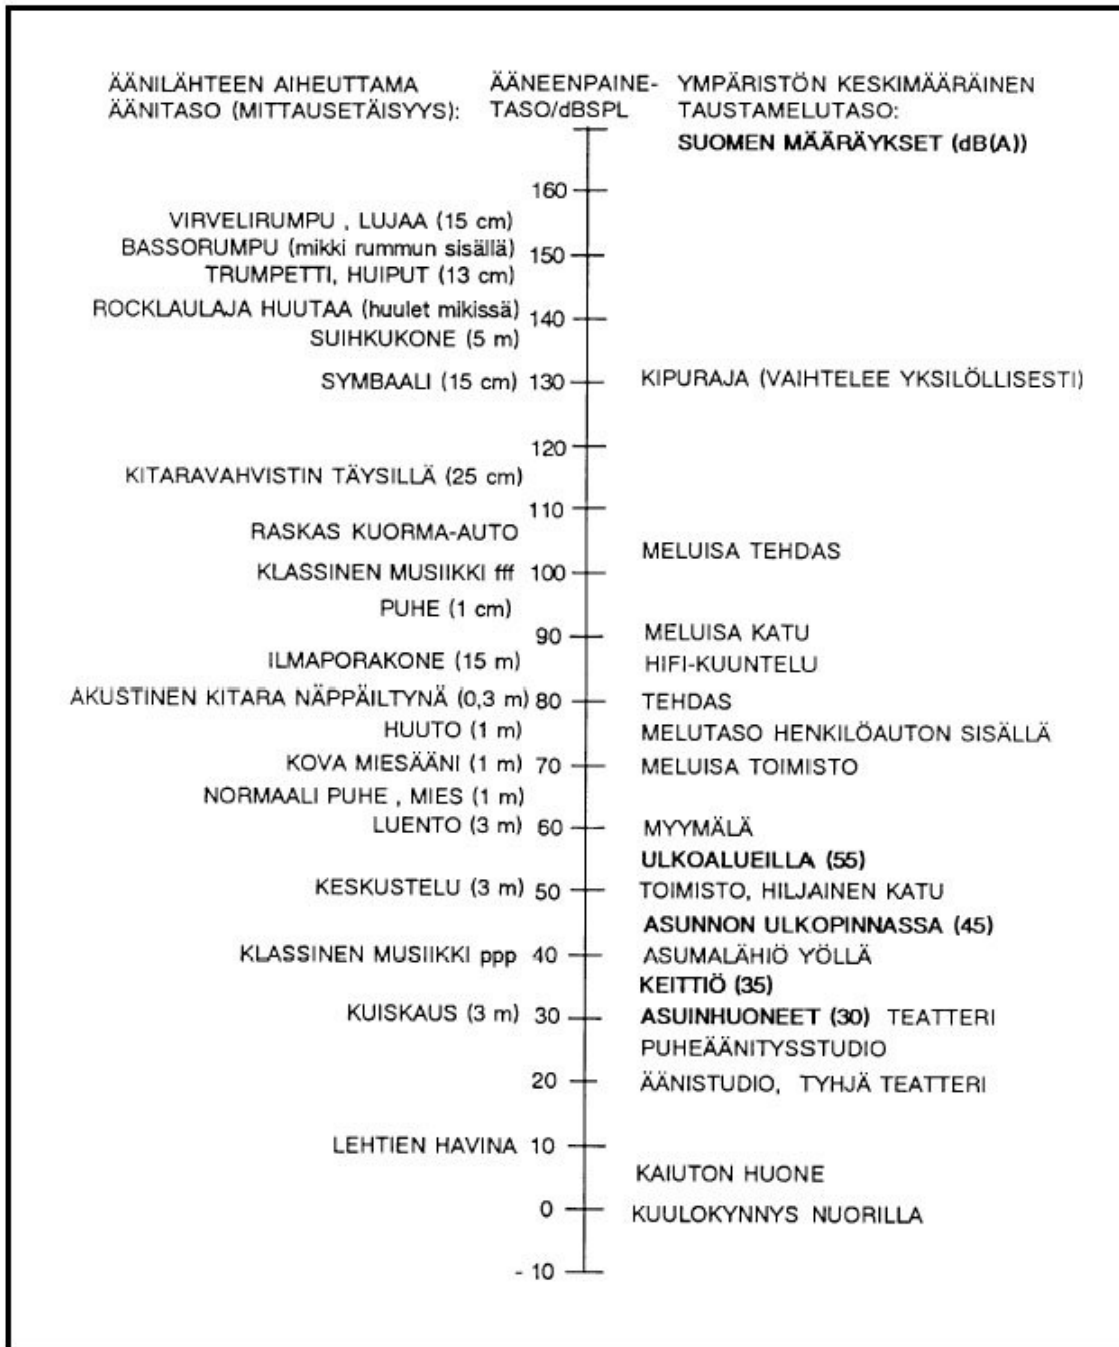 ÄÄNILÄHTEEN AIHEUTTAMA ÄÄNEENPAINE- YMPÄRISTÖN KESKIMÄÄRÄINEN
ÄÄNITASO (MITTAUSETÄISYYS): TASO/dBSPL TAUSTAMELUTASO:
SUOMEN MÄÄRÄYKSET (dB(A))
160
VIRVELIRUMPU , LUJAA (15 cm)
BASSORUMPU (mikki rummun sisällä) 150
TRUMPETTI, HUIPUT (13 cm)
ROCKLAULAJA HUUTAA (huulet mikissä) 140
SUIHKUKONE (5 m)
SYMBAALI (15 cm) 130 KIPURAJA (VAIHTELEE YKSILÖLLISESTI)
120
KITARAVAHVISTIN TÄYSILLÄ (25 cm)
110
RASKAS KUORMA-AUTO
MELUISA TEHDAS
KLASSINEN MUSIIKKI fff 100
PUHE (1 cm)
90 MELUISA KATU
ILMAPORAKONE (15 m) HIFI-KUUNTELU
AKUSTINEN KITARA NÄPPÄILTYNÄ (0,3 m) 80 TEHDAS
HUUTO (1 m) MELUTASO HENKILÖAUTON SISÄLLÄ
KOVA MIESÄÄNI (1 m) 70 MELUISA TOIMISTO
NORMAALI PUHE , MIES (1 m)
LUENTO (3 m) 60 MYYMÄLÄ
ULKOALUEILLA (55)
KESKUSTELU (3 m) 50 TOIMISTO, HILJAINEN KATU
ASUNNON ULKOPINNASSA (45)
KLASSINEN MUSIIKKI ppp 40 ASUMALÄHIÖ YÖLLÄ
KEITTIÖ (35)
KUISKAUS (3 m) 30 ASUINHUONEET (30) TEATTERI
PUHEÄÄNITYSSTUDIO
20 ÄÄNISTUDIO, TYHJÄ TEATTERI
LEHTIEN HAVINA 10
KAIUTON HUONE
0 KUULOKYNNYS NUORILLA
- 10